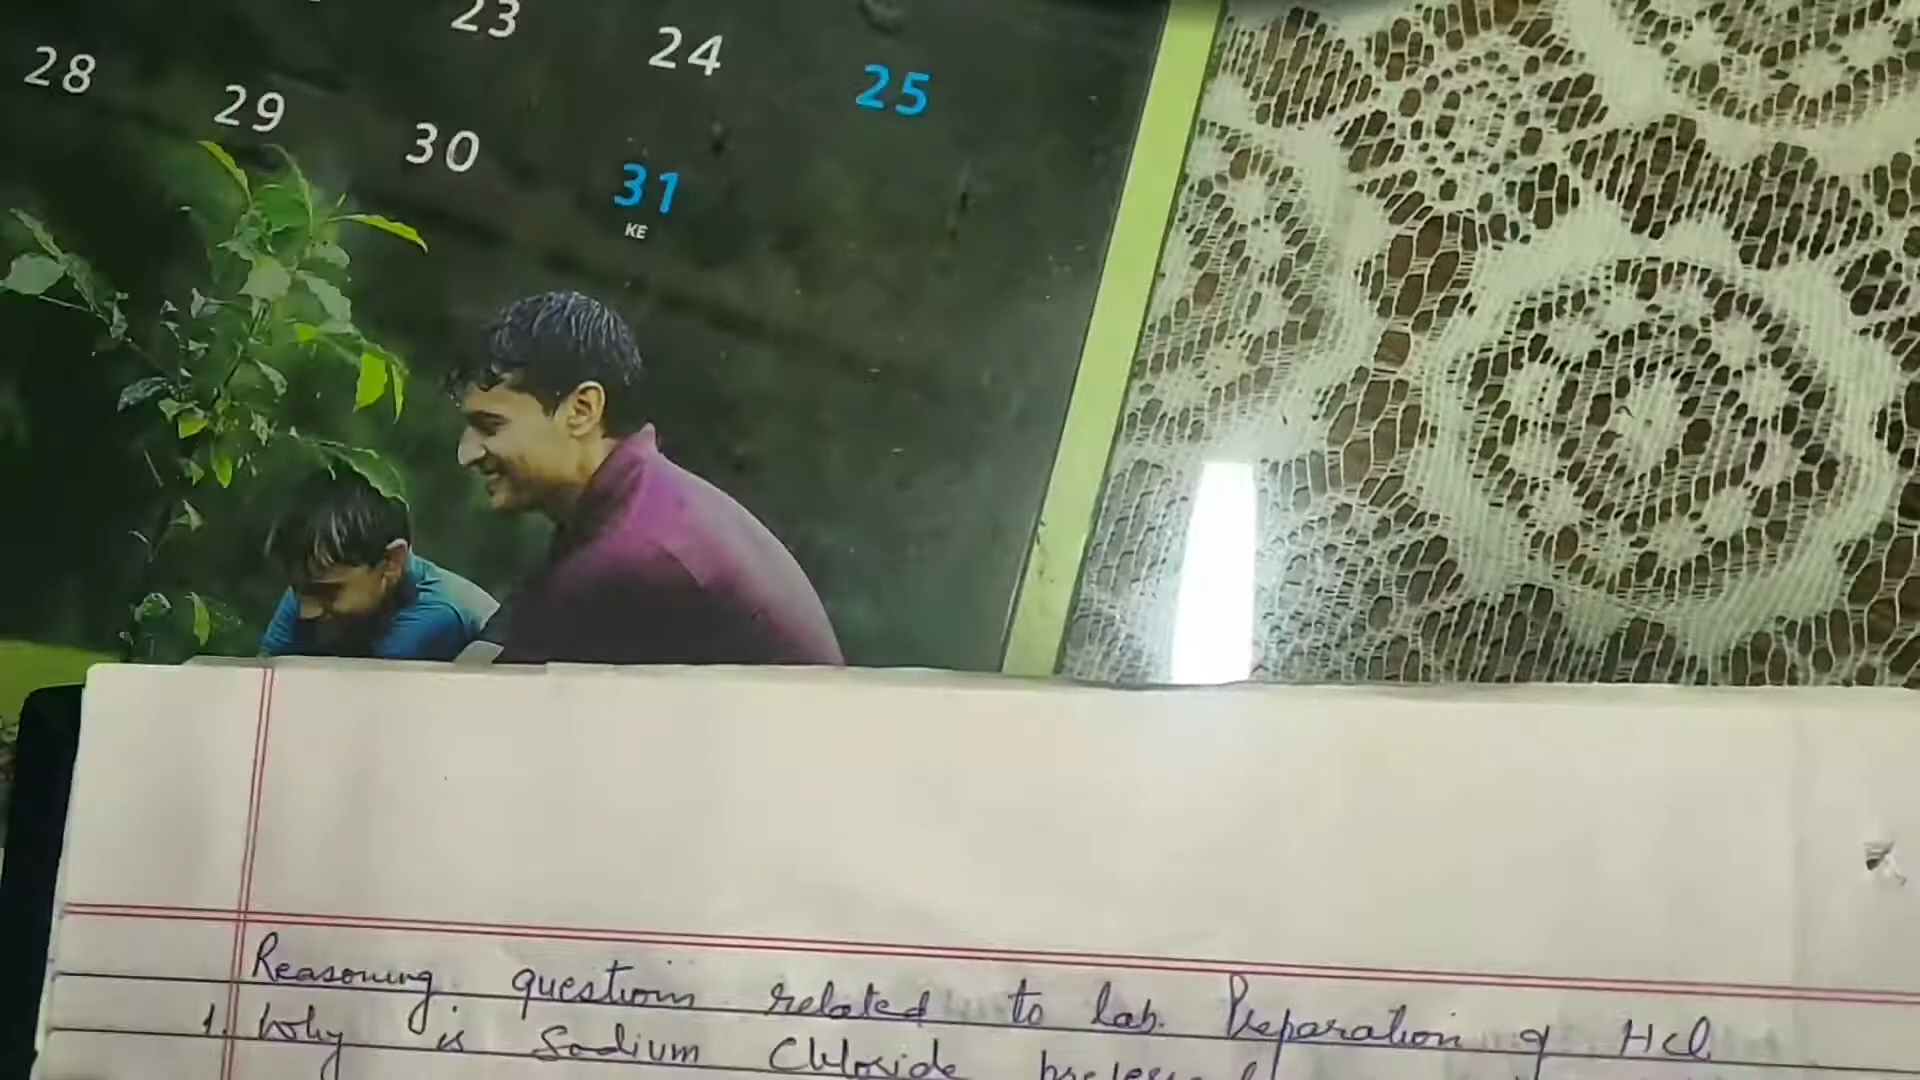 23 24 25
28 29 30 31
KE
Reasoning questions related to lab. Preparation of HCl
1. Why is Sodium Chloride